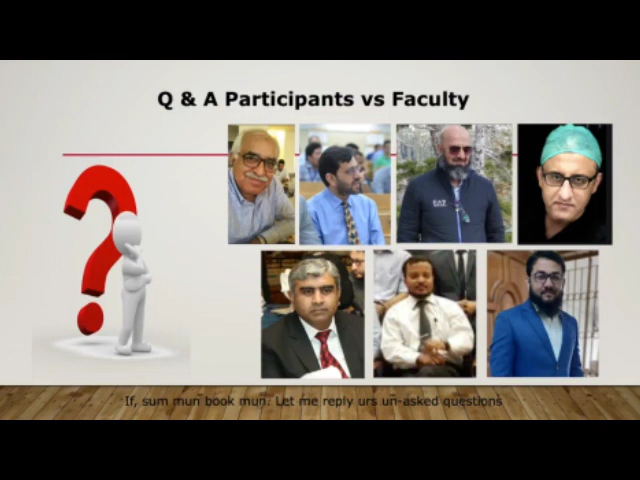 Q & A Participants vs Faculty
If, sum mun book mun. Let me reply urs un-asked questions